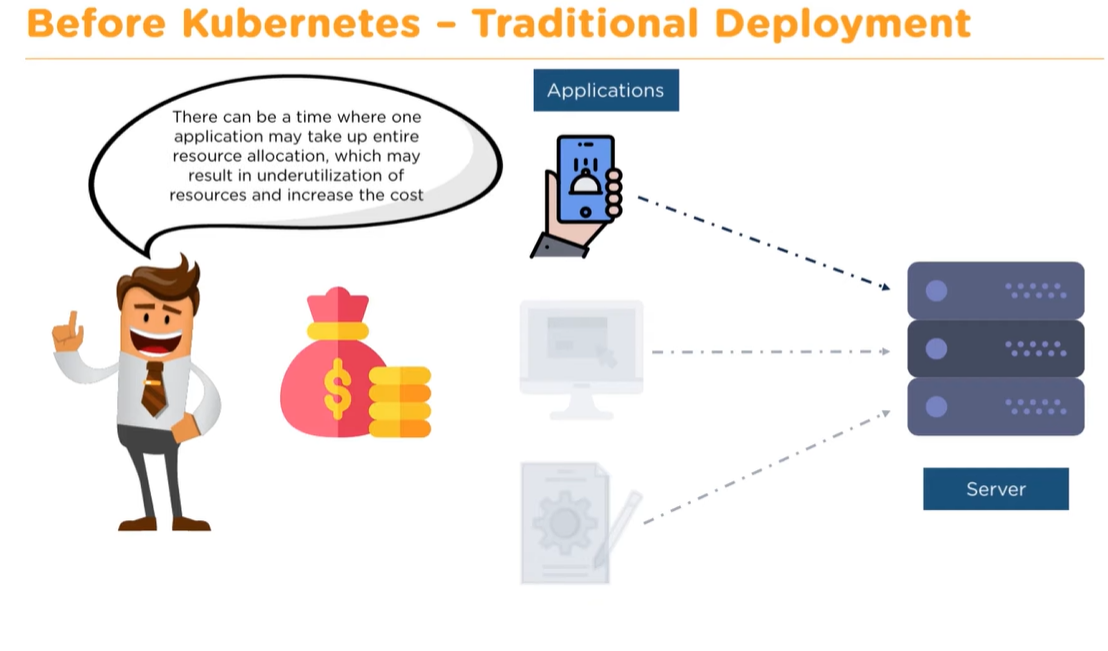 Before Kubernetes – Traditional Deployment
There can be a time where one
application may take up entire
resource allocation, which may
result in underutilization of
resources and increase the cost
Applications
$
Server